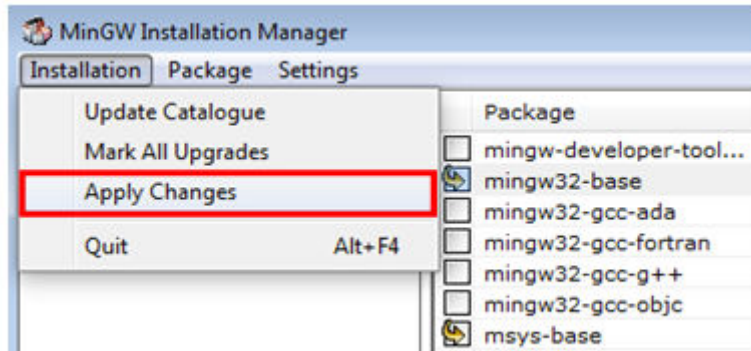 MinGW Installation Manager
Installation Package Settings
Update Catalogue
Mark All Upgrades
Apply Changes
Quit Alt+F4
Package
mingw-developer-tool...
mingw32-base
mingw32-gcc-ada
mingw32-gcc-fortran
mingw32-gcc-g++
mingw32-gcc-objc
msys-base